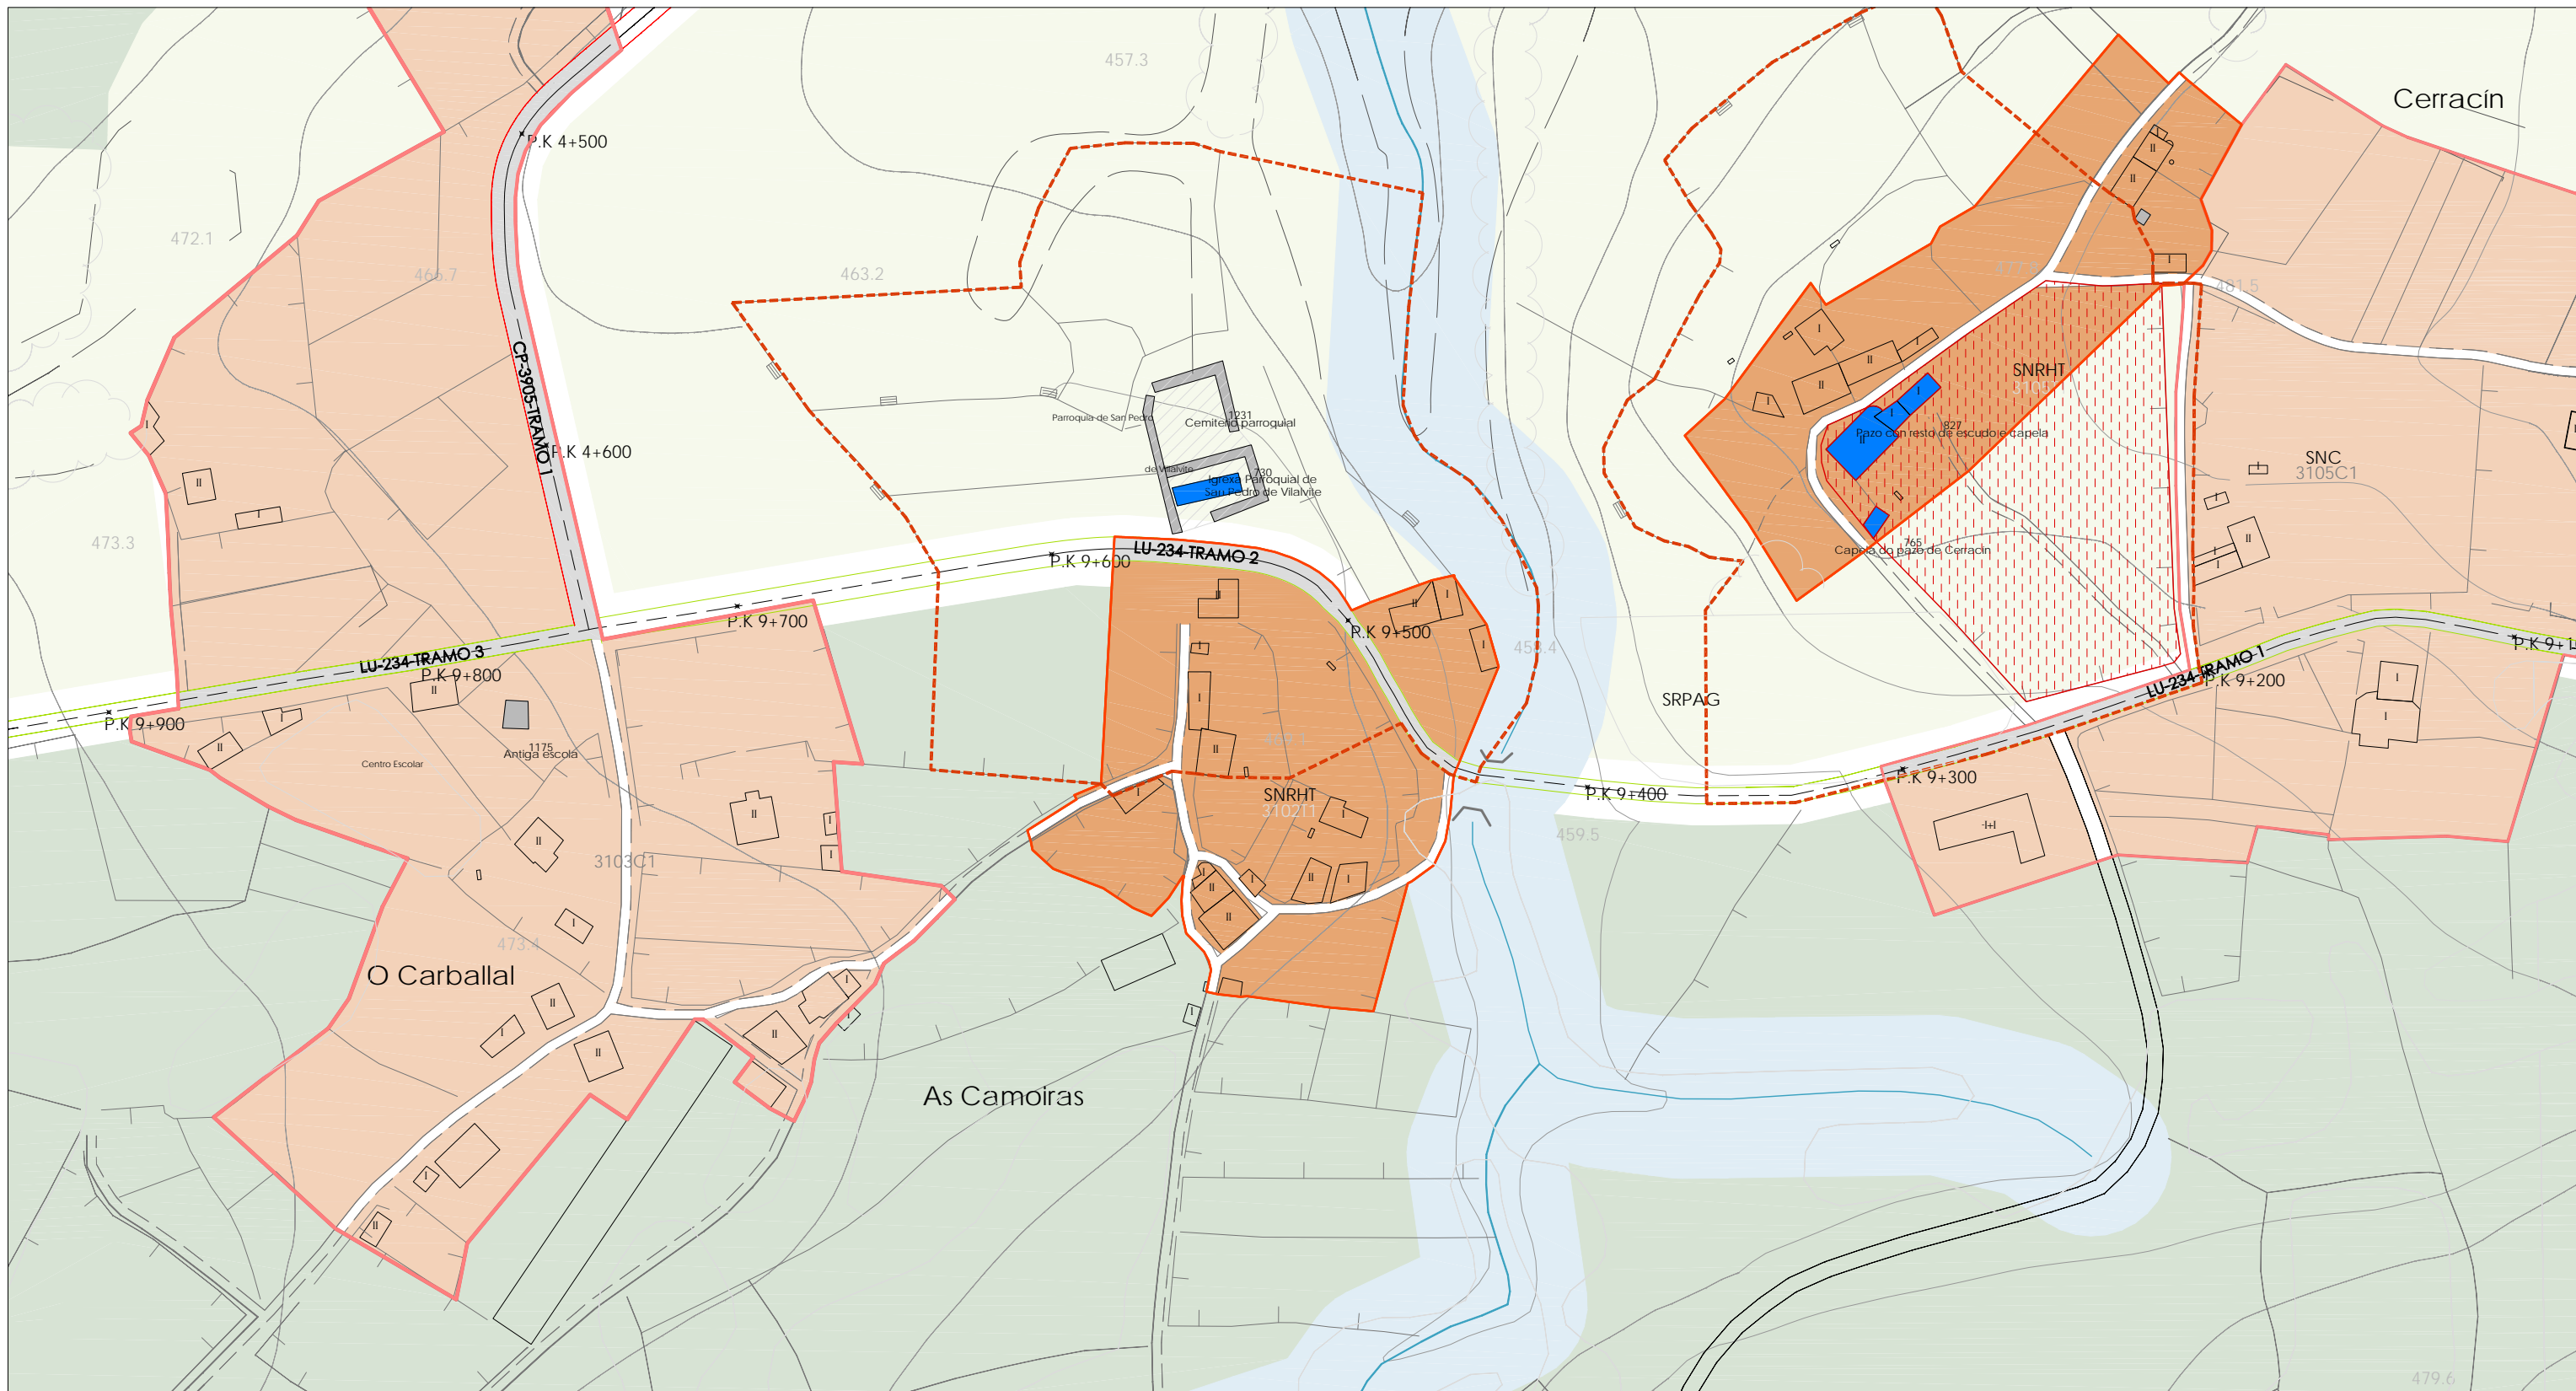 457.3
Cerracín
P.K 4+500
472.1
466.7
463.2
481.5
CP-3905-TRAMO 1
SNRHT
Parroquia de San Pedro
1231
Cemiterio parroquial
827
Pazo con resto de escudo e capela
P.K 4+600
SNC
3105C1
de Vilalvite
730
Igrexa Parroquial de
San Pedro de Vilalvite
473.3
LU-234-TRAMO 2
765
Capela do pazo de Cerracín
P.K 9+600
P.K 9+700
P.K 9+500
458.4
LU-234-TRAMO 3
P.K 9+800
LU-234-TRAMO 1
P.K 9+200
SRPAG
P.K 9+900
1175
Antiga escola
Centro Escolar
P.K 9+300
P.K 9+400
SNRHT
3102T1
459.5
I+I
3103C1
473.4
O Carballal
As Camoiras
479.6